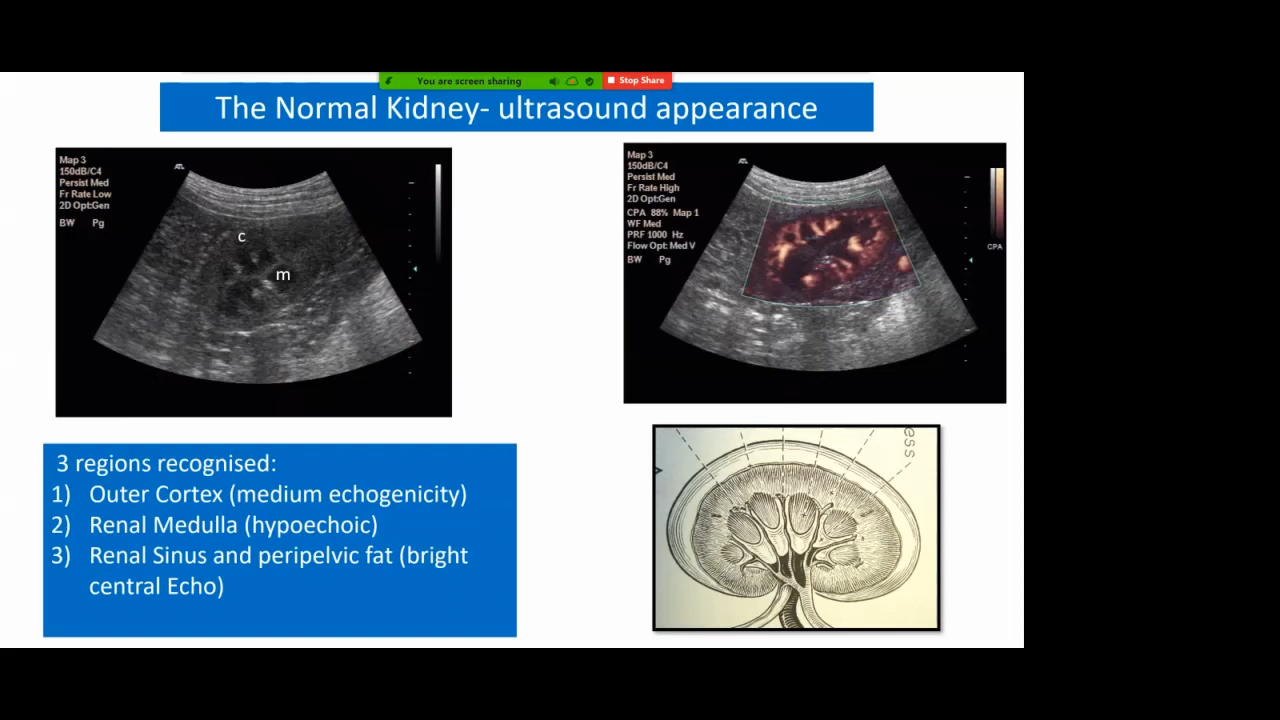 You are screen sharing
Stop Share
The Normal Kidney- ultrasound appearance
Map 3
150dB/C4
Persist Med
Fr Rate Low
2D Opt:Gen
BW Pg
c
m
Map 3
150dB/C4
Persist Med
Fr Rate High
2D Opt:Gen
CPA 88% Map 1
WF Med
PRF 1000 Hz
Flow Opt: Med V
BW Pg
CPA
3 regions recognised:
1) Outer Cortex (medium echogenicity)
2) Renal Medulla (hypoechoic)
3) Renal Sinus and peripelvic fat (bright
central Echo)
ess